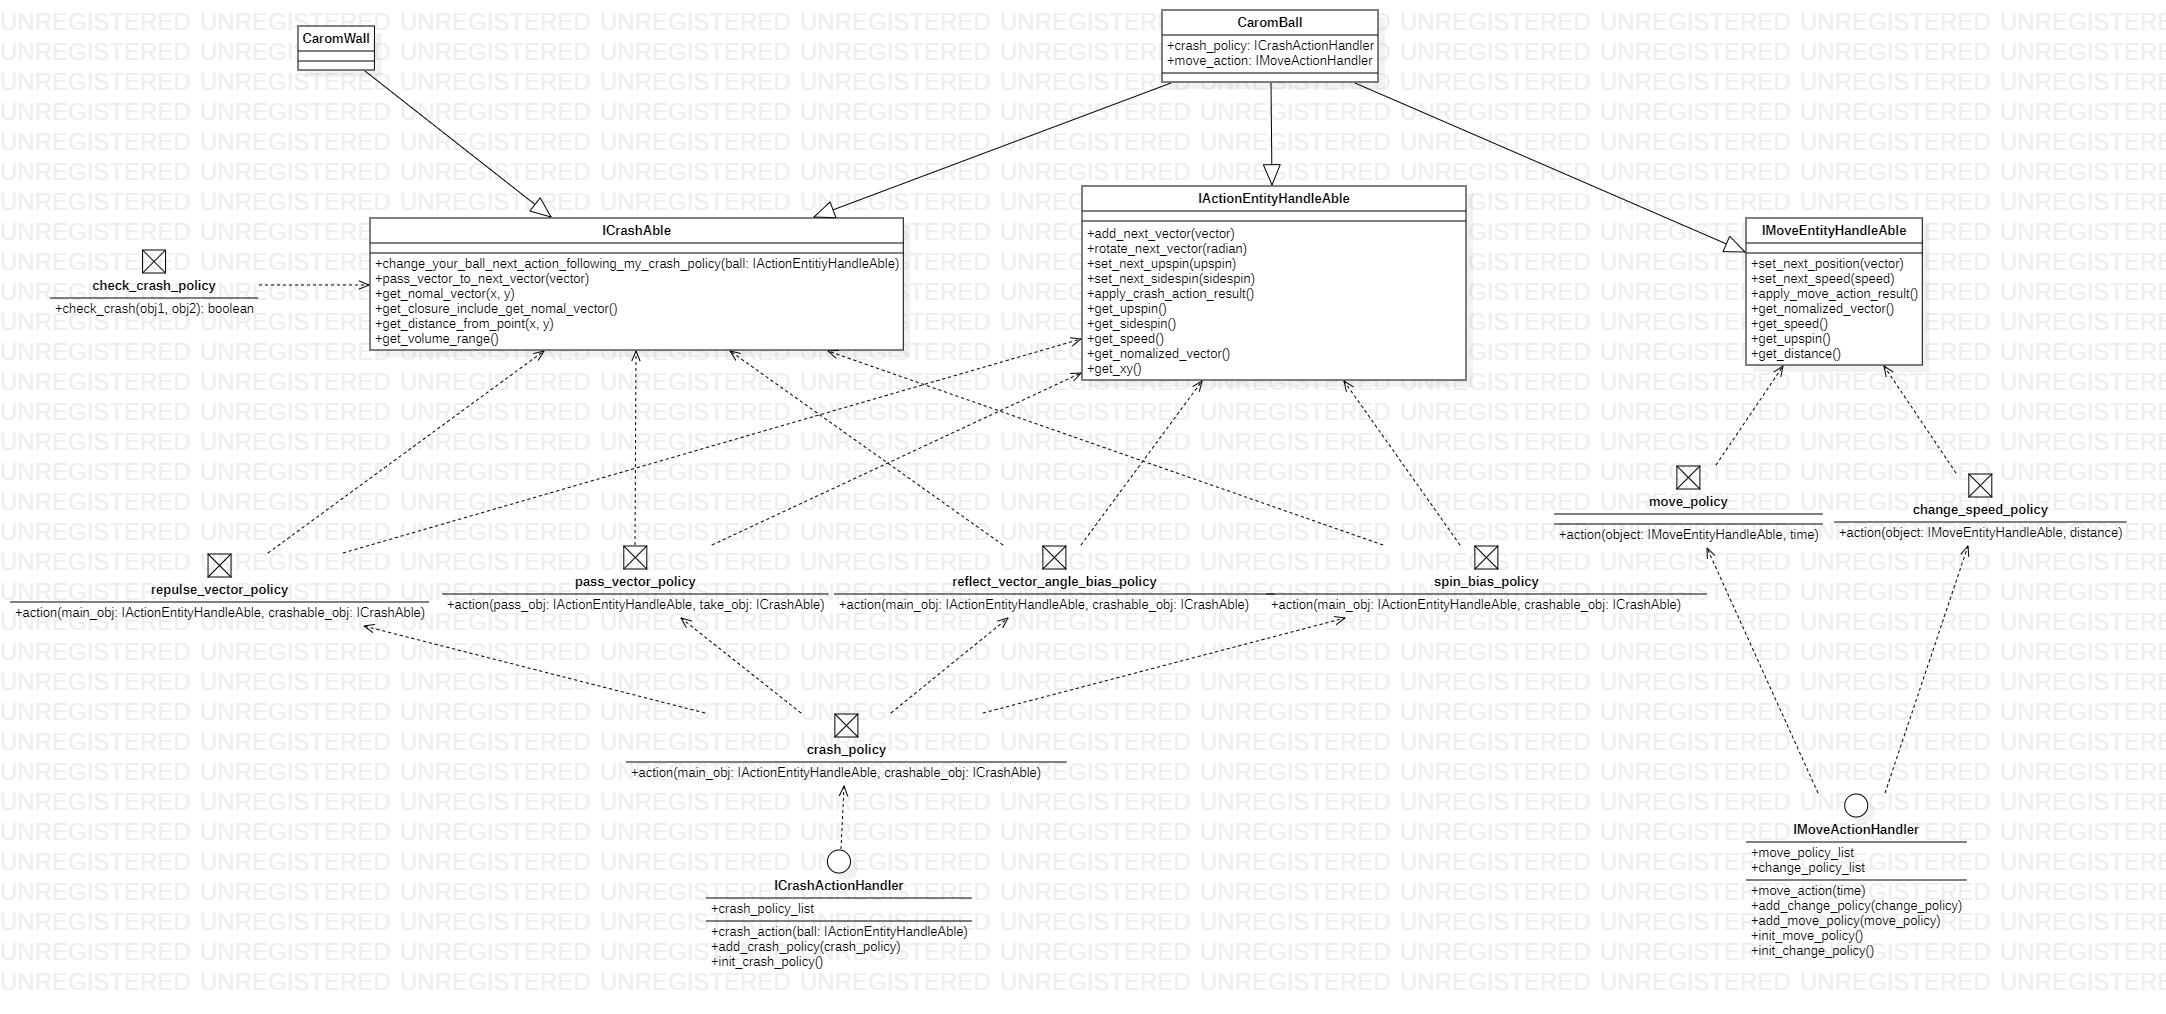 CaromWall
CaromBall
+crash_policy: ICrashActionHandler
+move_action: IMoveActionHandler
ICrashAble
+change_your_ball_next_action_following_my_crash_policy(ball: IActionEntitiyHandleAble)
+pass_vector_to_next_vector(vector)
+get_nomal_vector(x, y)
+get_closure_include_get_nomal_vector()
+get_distance_from_point(x, y)
+get_volume_range()
IActionEntityHandleAble
+add_next_vector(vector)
+rotate_next_vector(radian)
+set_next_upspin(upspin)
+set_next_sidespin(sidespin)
+apply_crash_action_result()
+get_upspin()
+get_sidespin()
+get_speed()
+get_nomalized_vector()
+get_xy()
IMoveEntityHandleAble
+set_next_position(vector)
+set_next_speed(speed)
+apply_move_action_result()
+get_nomalized_vector()
+get_speed()
+get_upspin()
+get_distance()
check_crash_policy
+check_crash(obj1, obj2): boolean
move_policy
+action(object: IMoveEntityHandleAble, time)
change_speed_policy
+action(object: IMoveEntityHandleAble, distance)
repulse_vector_policy
+action(main_obj: IActionEntityHandleAble, crashable_obj: ICrashAble)
pass_vector_policy
+action(pass_obj: IActionEntityHandleAble, take_obj: ICrashAble)
reflect_vector_angle_bias_policy
+action(main_obj: IActionEntityHandleAble, crashable_obj: ICrashAble)
spin_bias_policy
+action(main_obj: IActionEntityHandleAble, crashable_obj: ICrashAble)
crash_policy
+action(main_obj: IActionEntityHandleAble, crashable_obj: ICrashAble)
ICrashActionHandler
+crash_policy_list
+crash_action(ball: IActionEntityHandleAble)
+add_crash_policy(crash_policy)
+init_crash_policy()
IMoveActionHandler
+move_policy_list
+change_policy_list
+move_action(time)
+add_change_policy(change_policy)
+add_move_policy(move_policy)
+init_move_policy()
+init_change_policy()
UNREGISTERED